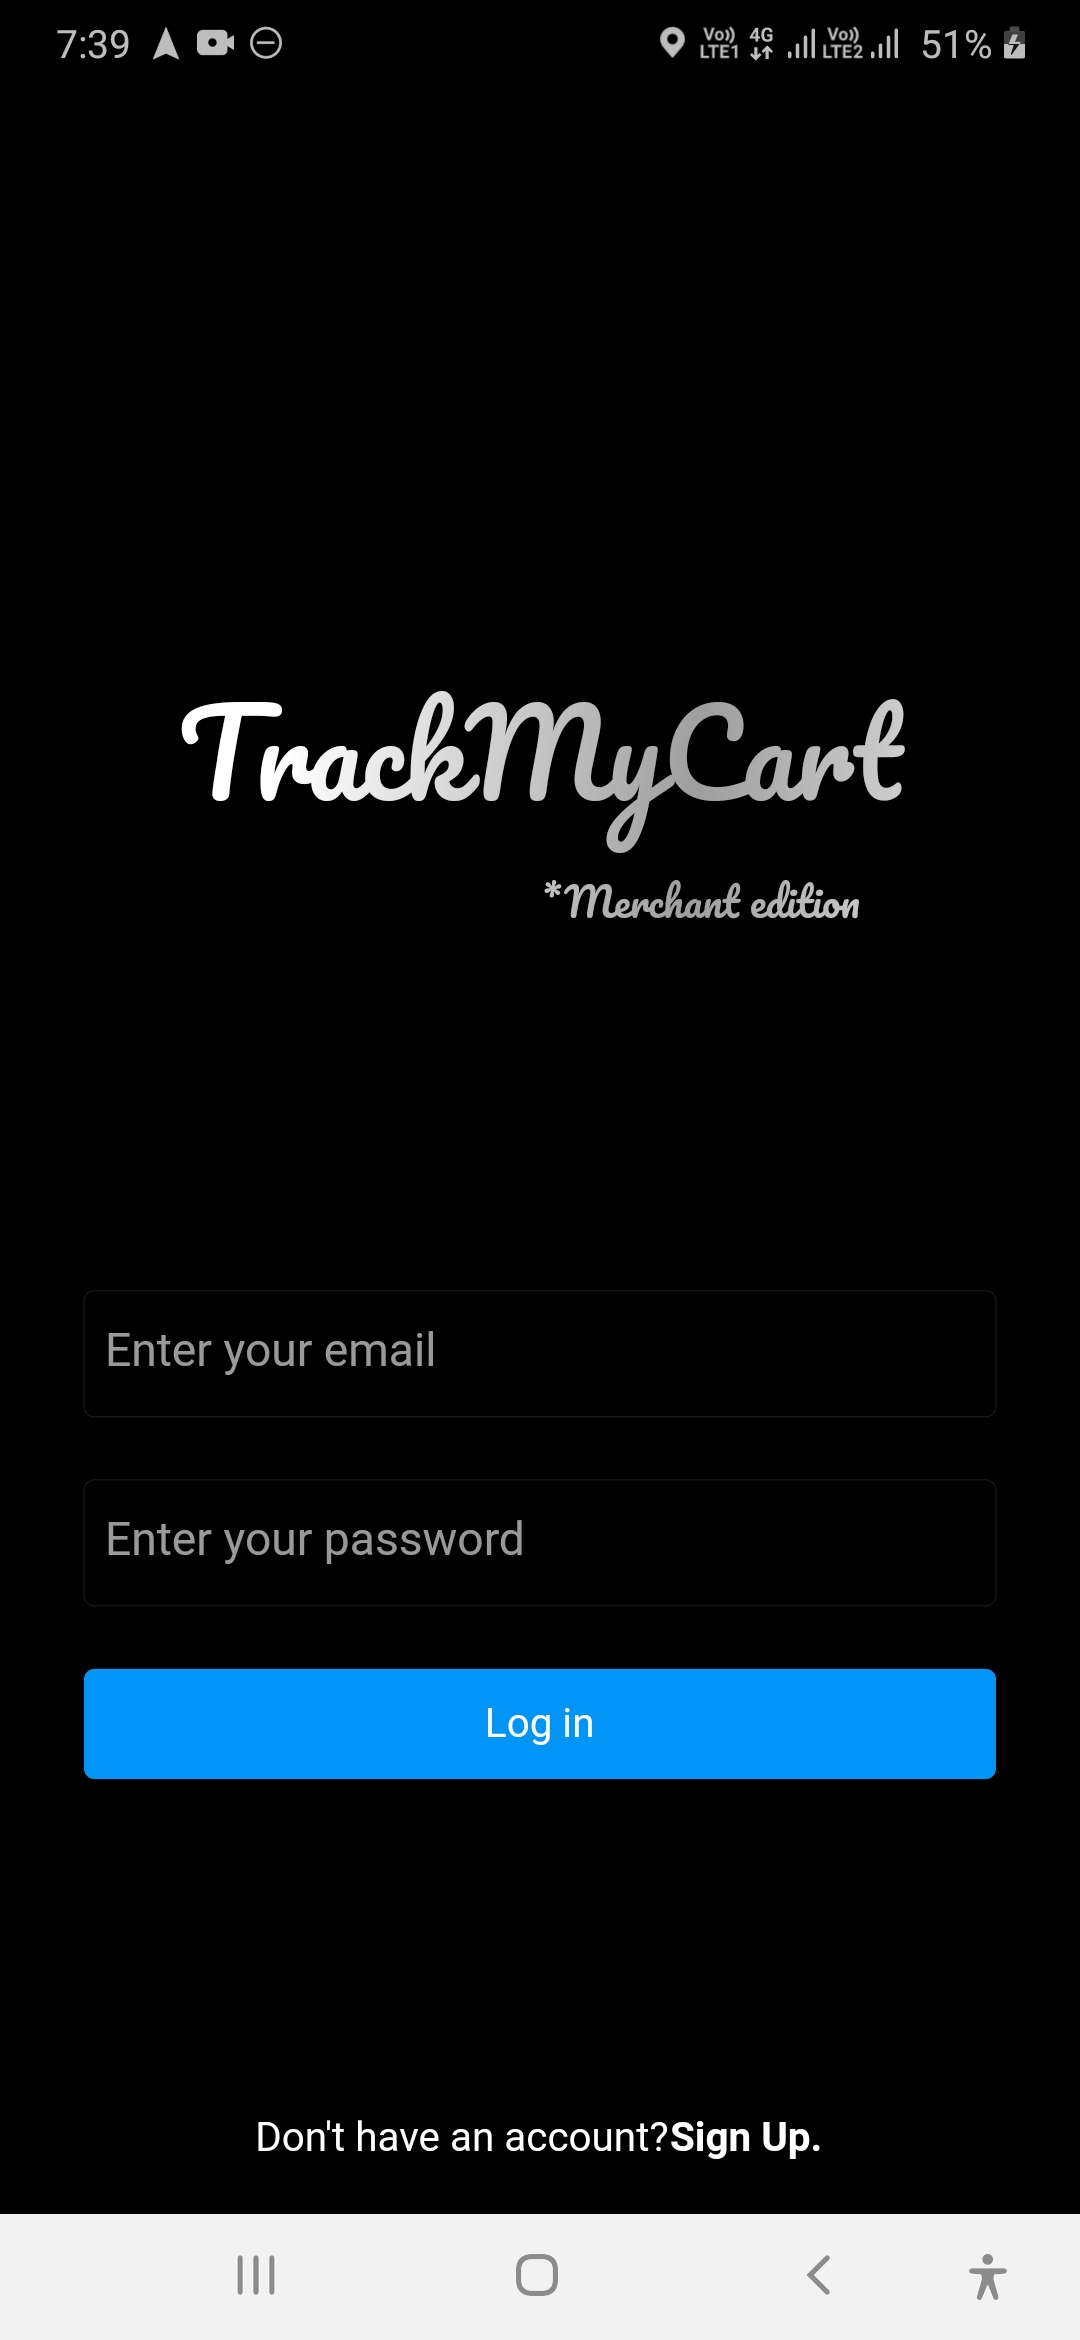 7:39
Vo)) LTE1 4G Vo)) LTE2 51%
TrackMyCart
*Merchant edition
Enter your email
Enter your password
Log in
Don't have an account?Sign Up.